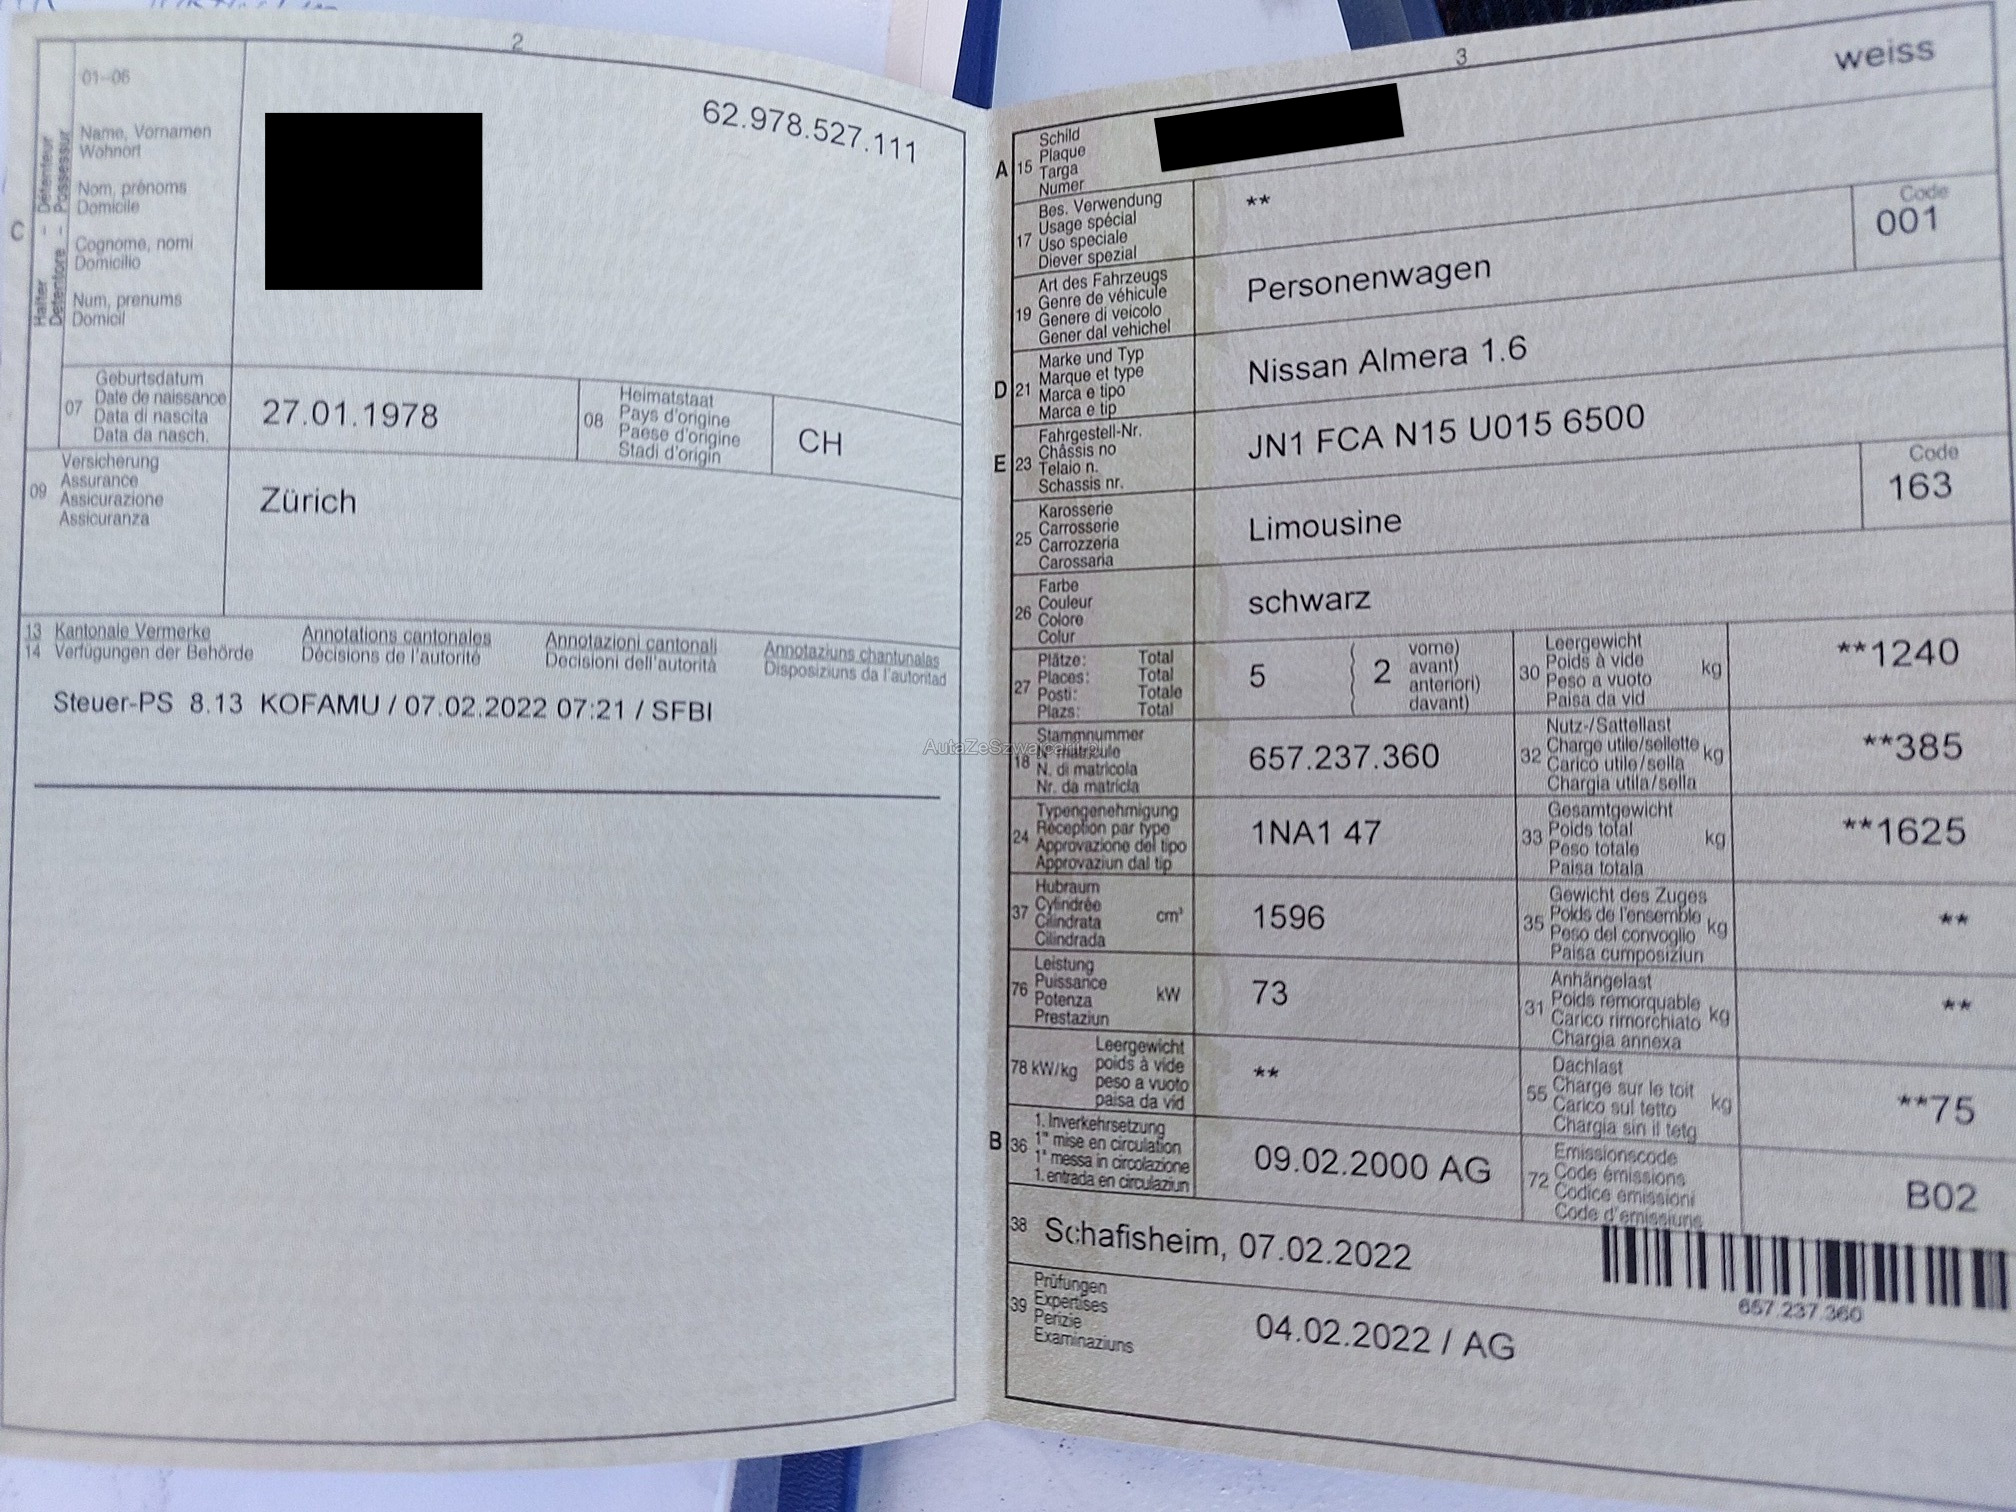 2
01–06
62.978.527.111
C
Halter – Détenteur
Detentore – Possessur
Name, Vornamen
Wohnort
Nom, prénoms
Domicile
Cognome, nomi
Domicilio
Num, prenums
Domicil
07
Geburtsdatum
Date de naissance
Data di nascita
Data da nasch.
27.01.1978
08
Heimatstaat
Pays d'origine
Paese d'origine
Stadi d'origin
CH
09
Versicherung
Assurance
Assicurazione
Assicuranza
Zürich
13 Kantonale Vermerke
14 Verfügungen der Behörde
Annotations cantonales
Décisions de l'autorité
Annotazioni cantonali
Decisioni dell'autorità
Annotaziuns chantunalas
Disposiziuns da l'autoritad
Steuer-PS 8.13 KOFAMU / 07.02.2022 07:21 / SFBI
3
weiss
A 15
Schild
Plaque
Targa
Numer
17
Bes. Verwendung
Usage spécial
Uso speciale
Diever spezial
**
19
Art des Fahrzeugs
Genre de véhicule
Genere di veicolo
Gener dal vehichel
Personenwagen
Code
001
D 21
Marke und Typ
Marque et type
Marca e tipo
Marca e tip
Nissan Almera 1.6
E 23
Fahrgestell-Nr.
Châssis no
Telaio n.
Schassis nr.
JN1 FCA N15 U015 6500
25
Karosserie
Carrosserie
Carrozzeria
Carossaria
Limousine
Code
163
26
Farbe
Couleur
Colore
Colur
schwarz
27
Plätze: Total
Places: Total
Posti: Totale
Plazs: Total
5 ( 2
vorne)
avant)
anteriori)
davant)
30
Leergewicht
Poids à vide
Peso a vuoto
Paisa da vid
kg
**1240
18
Stammnummer
N° matricule
N. di matricola
Nr. da matricla
657.237.360
32
Nutz-/Sattellast
Charge utile/sellette
Carico utile/sella
Chargia utila/sella
kg
**385
24
Typengenehmigung
Réception par type
Approvazione del tipo
Approvaziun dal tip
1NA1 47
33
Gesamtgewicht
Poids total
Peso totale
Paisa totala
kg
**1625
37
Hubraum
Cylindrée
Cilindrata
Cilindrada
cm³
1596
35
Gewicht des Zuges
Poids de l'ensemble
Peso del convoglio
Paisa cumposiziun
kg
**
76
Leistung
Puissance
Potenza
Prestaziun
kW
73
31
Anhängelast
Poids remorquable
Carico rimorchiato
Chargia annexa
kg
**
78 kW/kg
Leergewicht
poids à vide
peso a vuoto
paisa da vid
**
55
Dachlast
Charge sur le toit
Carico sul tetto
Chargia sin il tetg
kg
**75
B 36
1. Inverkehrsetzung
1re mise en circulation
1a messa in circolazione
1. entrada en circulaziun
09.02.2000 AG
72
Emissionscode
Code émissions
Codice emissioni
Code d'emissiuns
B02
38 Schafisheim, 07.02.2022
657 237 360
39
Prüfungen
Expertises
Perizie
Examinaziuns
04.02.2022 / AG